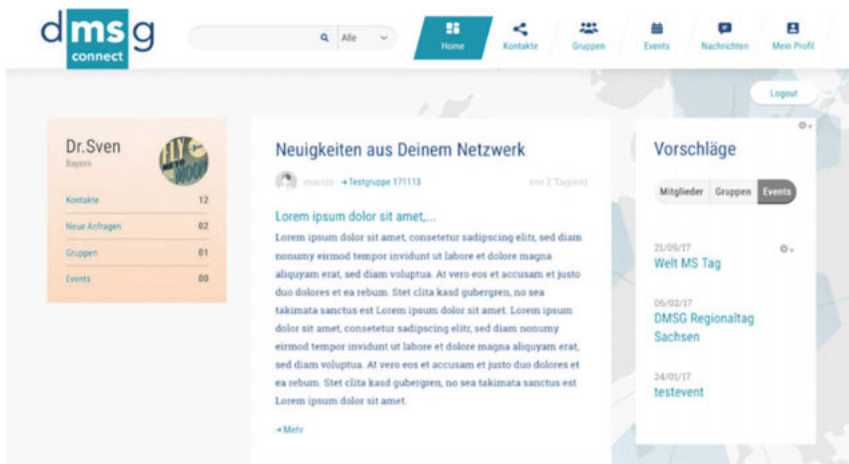 dmsg
connect
Alle
Home
Kontakte
Gruppen
Events
Nachrichten
Mein Profil
Logout
Dr.Sven
Bayern
FLY
ME TO
THE
MOON
Kontakte 12
Neue Anfragen 02
Gruppen 01
Events 00
Neuigkeiten aus Deinem Netzwerk
martin → Testgruppe 171113 vor 2 Tag(en)
Lorem ipsum dolor sit amet,...
Lorem ipsum dolor sit amet, consetetur sadipscing elitr, sed diam
nonumy eirmod tempor invidunt ut labore et dolore magna
aliquyam erat, sed diam voluptua. At vero eos et accusam et justo
duo dolores et ea rebum. Stet clita kasd gubergren, no sea
takimata sanctus est Lorem ipsum dolor sit amet. Lorem ipsum
dolor sit amet, consetetur sadipscing elitr, sed diam nonumy
eirmod tempor invidunt ut labore et dolore magna aliquyam erat,
sed diam voluptua. At vero eos et accusam et justo duo dolores et
ea rebum. Stet clita kasd gubergren, no sea takimata sanctus est
Lorem ipsum dolor sit amet.
→ Mehr
Vorschläge
Mitglieder Gruppen Events
21/09/17
Welt MS Tag
06/02/17
DMSG Regionaltag
Sachsen
24/01/17
testevent